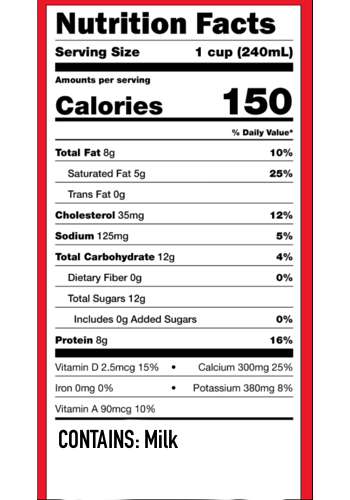 Nutrition Facts
Serving Size 1 cup (240mL)
Amounts per serving
Calories 150
% Daily Value*
Total Fat 8g 10%
Saturated Fat 5g 25%
Trans Fat 0g
Cholesterol 35mg 12%
Sodium 125mg 5%
Total Carbohydrate 12g 4%
Dietary Fiber 0g 0%
Total Sugars 12g
Includes 0g Added Sugars 0%
Protein 8g 16%
Vitamin D 2.5mcg 15% • Calcium 300mg 25%
Iron 0mg 0% • Potassium 380mg 8%
Vitamin A 90mcg 10%
CONTAINS: Milk